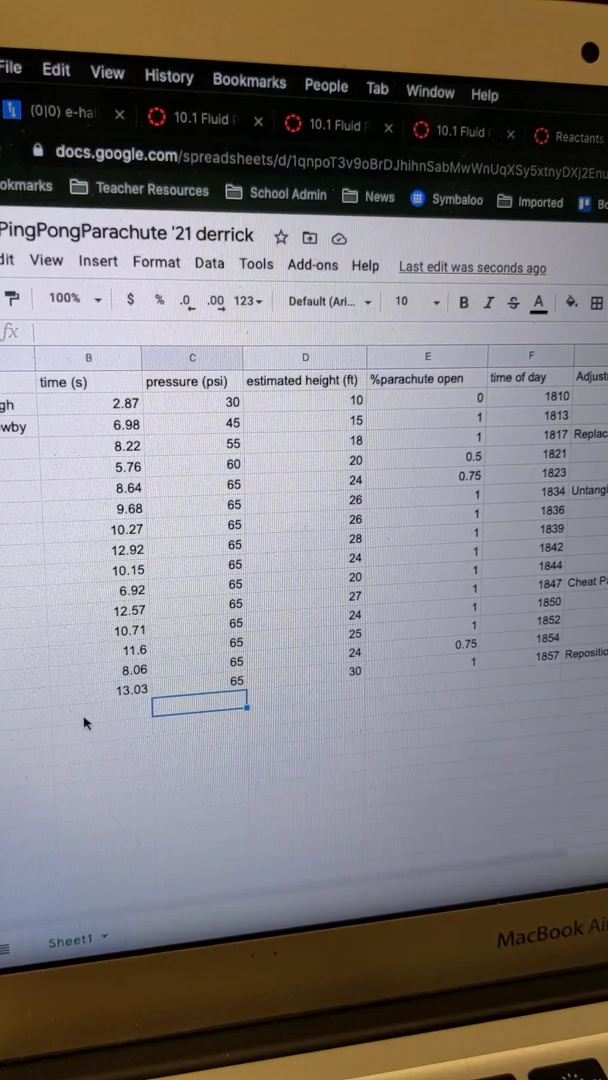 File Edit View History Bookmarks People Tab Window Help
(0|0) e-hal × 10.1 Fluid P × 10.1 Fluid F × 10.1 Fluid F × Reactants
docs.google.com/spreadsheets/d/1qnpoT3v9oBrDJhihnSabMwWnUqXSy5xtnyDXj2Enu
okmarks Teacher Resources School Admin News Symbaloo Imported Bo
PingPongParachute '21 derrick
dit View Insert Format Data Tools Add-ons Help Last edit was seconds ago
100% $ % .0 .00 123 Default (Ari... 10 B I S A
fx
B C D E F
time (s) pressure (psi) estimated height (ft) %parachute open time of day Adjust
gh 2.87 30 10 0 1810
wby 6.98 45 15 1 1813
8.22 55 18 1 1817 Replac
5.76 60 20 0.5 1821
8.64 65 24 0.75 1823
9.68 65 26 1 1834 Untangl
10.27 65 26 1 1836
12.92 65 28 1 1839
10.15 65 24 1 1842
6.92 65 20 1 1844
12.57 65 27 1 1847 Cheat Pa
10.71 65 24 1 1850
11.6 65 25 1 1852
8.06 65 24 0.75 1854
13.03 65 30 1 1857 Repositio
Sheet1
MacBook Ai